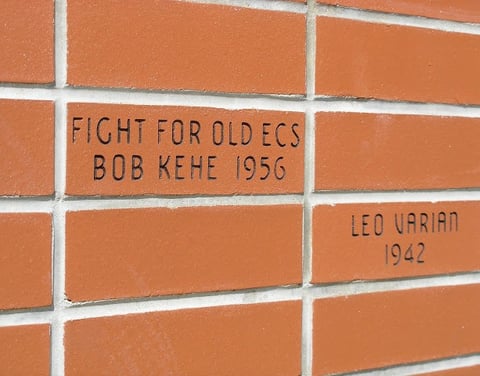 FIGHT FOR OLD ECS
BOB KEHE 1956
LEO VARIAN
1942